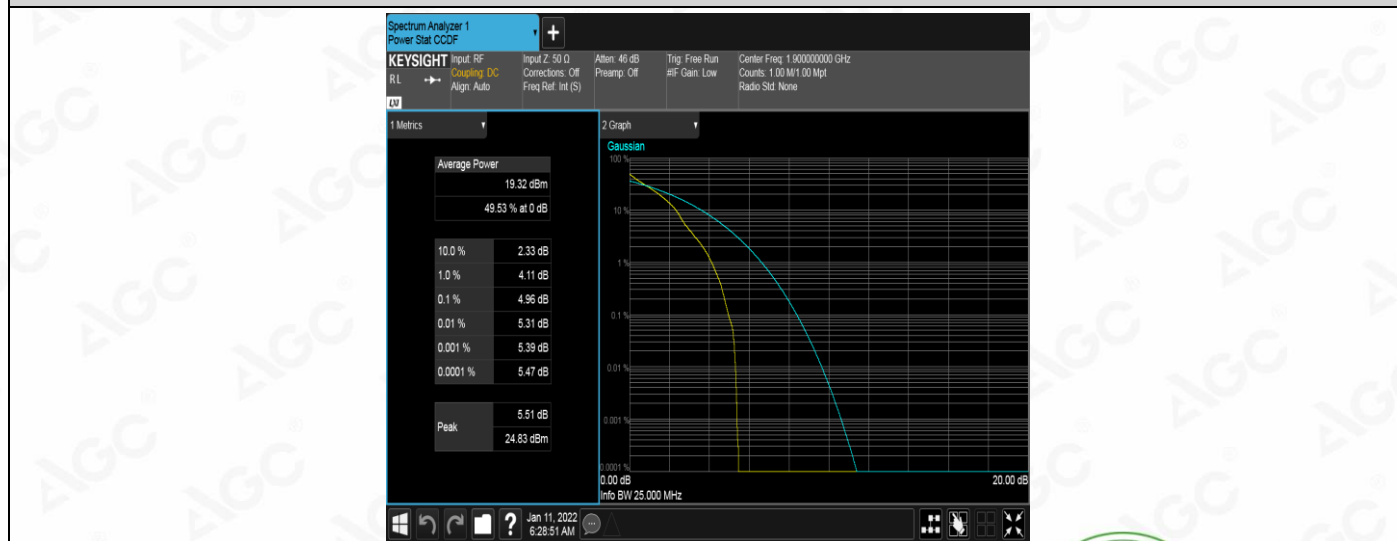 Spectrum Analyzer 1
Power Stat CCDF
+
KEYSIGHT Input: RF Input Z: 50 Ω Atten: 46 dB Trig: Free Run Center Freq: 1.900000000 GHz
R L Coupling: DC Corrections: Off Preamp: Off #IF Gain: Low Counts: 1.00 M/1.00 Mpt
Align: Auto Freq Ref: Int (S) Radio Std: None
LXI
1 Metrics
Average Power
19.32 dBm
49.53 % at 0 dB
10.0 % 2.33 dB
1.0 % 4.11 dB
0.1 % 4.96 dB
0.01 % 5.31 dB
0.001 % 5.39 dB
0.0001 % 5.47 dB
Peak 5.51 dB
24.83 dBm
2 Graph
Gaussian
100 %
10 %
1 %
0.1 %
0.01 %
0.001 %
0.0001 %
0.00 dB 20.00 dB
Info BW 25.000 MHz
? Jan 11, 2022
6:28:51 AM
AGC